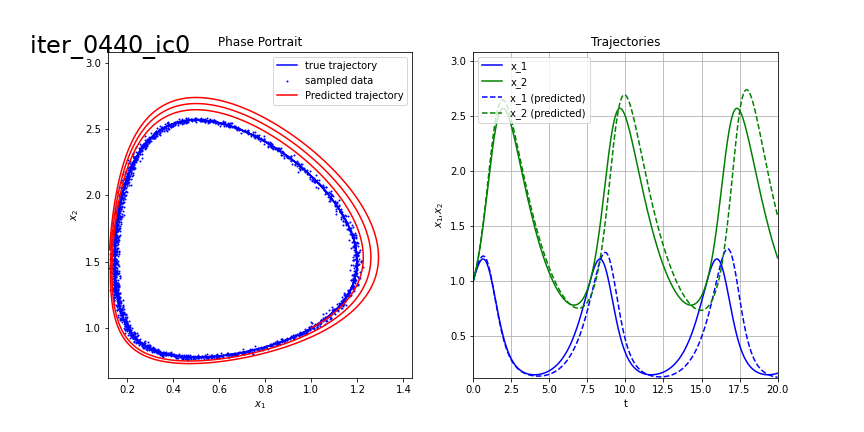 iter_0440_ic0
Phase Portrait
true trajectory
sampled data
Predicted trajectory
3.0
2.5
2.0
1.5
1.0
x_2
0.2 0.4 0.6 0.8 1.0 1.2 1.4
x_1
Trajectories
x_1
x_2
x_1 (predicted)
x_2 (predicted)
3.0
2.5
2.0
1.5
1.0
0.5
x_1,x_2
0.0 2.5 5.0 7.5 10.0 12.5 15.0 17.5 20.0
t